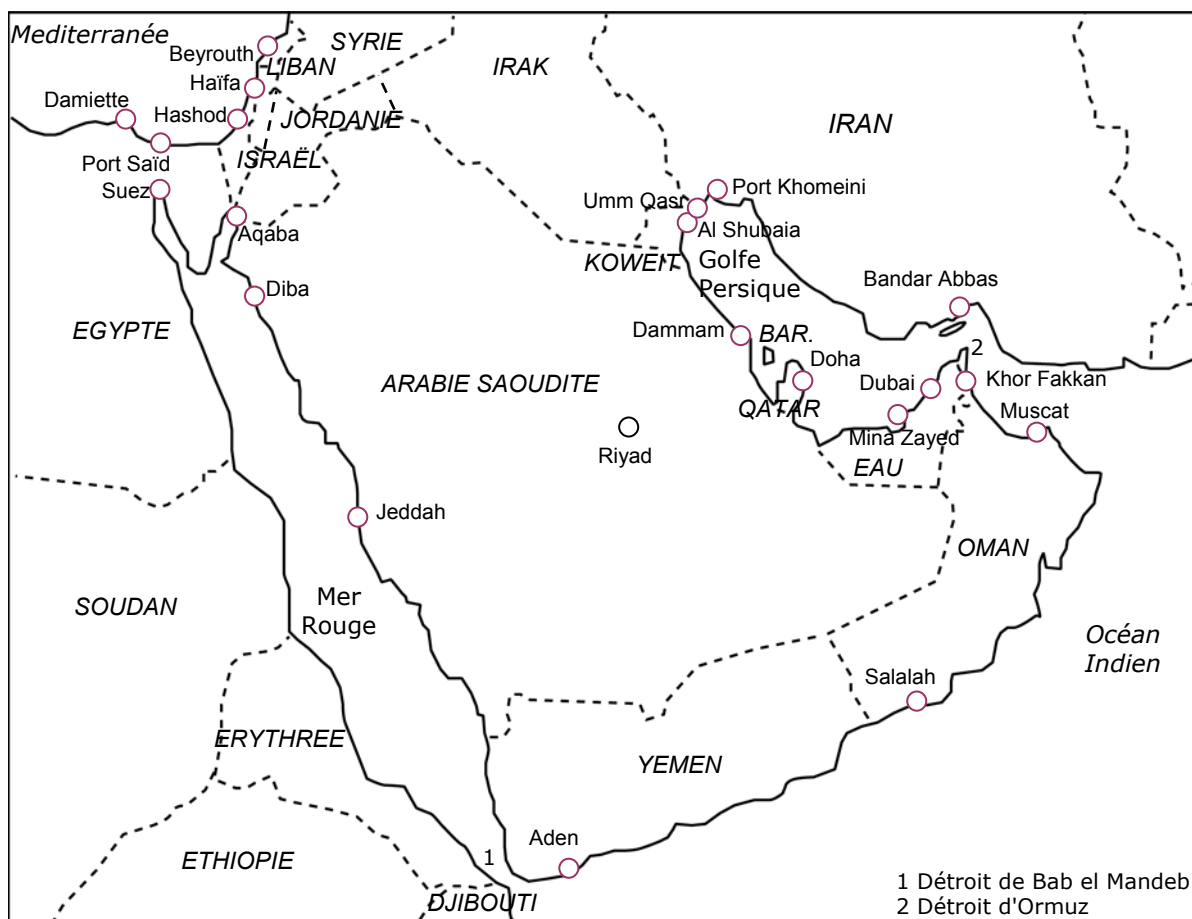 Mediterranée
SYRIE
Beyrouth
LIBAN
IRAK
Haïfa
Damiette
Hashod
JORDANIE
IRAN
ISRAËL
Port Saïd
Suez
Port Khomeini
Umm Qasr
Aqaba
Al Shubaia
KOWEIT
Golfe
Persique
Diba
Bandar Abbas
EGYPTE
Dammam
BAR.
2
Doha
ARABIE SAOUDITE
Dubai
Khor Fakkan
QATAR
Muscat
Mina Zayed
Riyad
EAU
Jeddah
OMAN
SOUDAN
Mer
Rouge
Océan
Indien
Salalah
ERYTHREE
YEMEN
Aden
1
ETHIOPIE
DJIBOUTI
1 Détroit de Bab el Mandeb
2 Détroit d'Ormuz